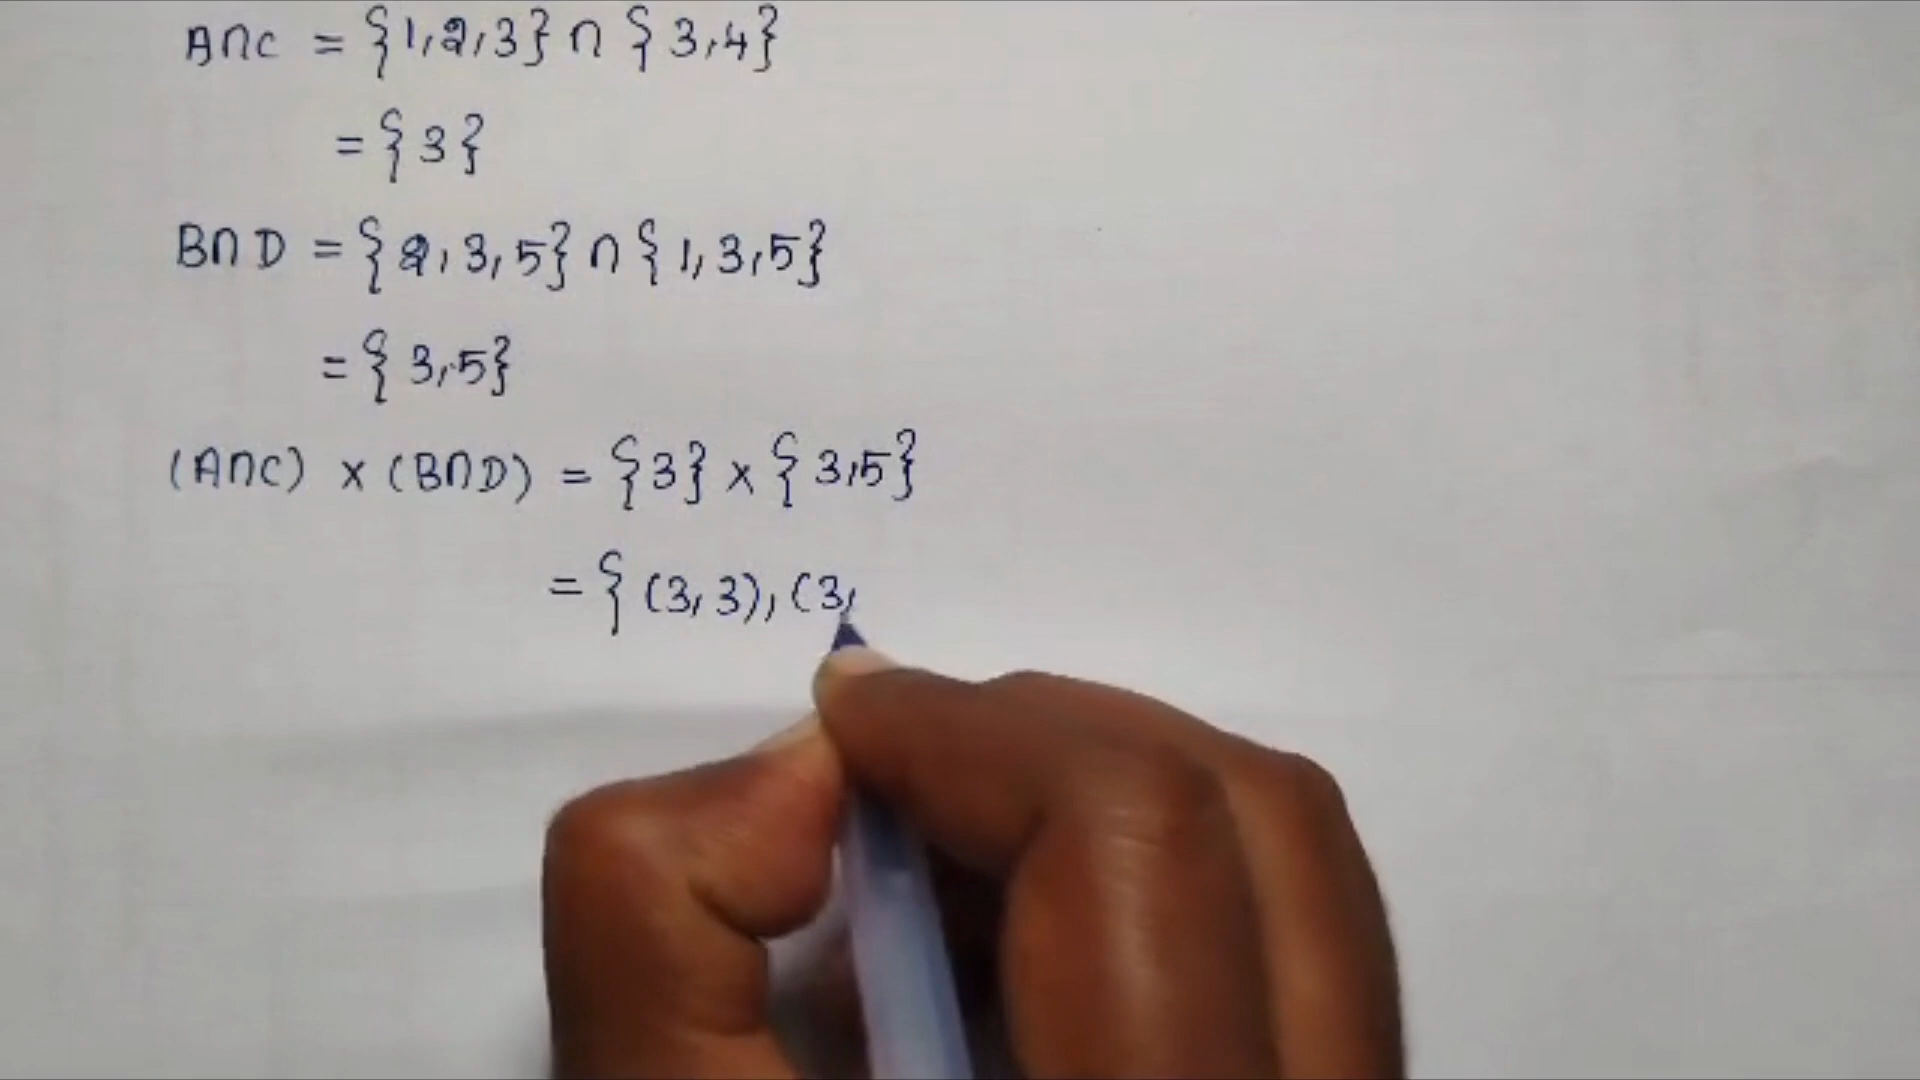 A∩C = {1,2,3} ∩ {3,4}
= {3}
B∩D = {2,3,5} ∩ {1,3,5}
= {3,5}
(A∩C) × (B∩D) = {3} × {3,5}
= { (3,3), (3,